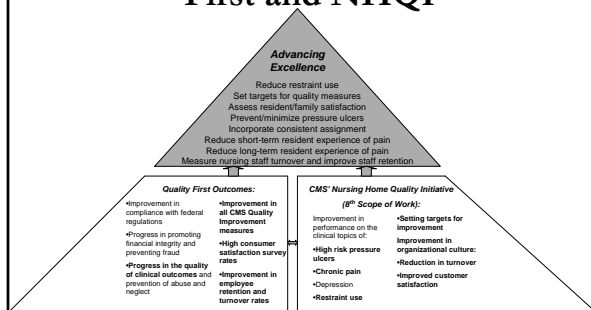 First and NHQI
Advancing
Excellence
Reduce restraint use
Set targets for quality measures
Assess resident/family satisfaction
Prevent/minimize pressure ulcers
Incorporate consistent assignment
Reduce short-term resident experience of pain
Reduce long-term resident experience of pain
Measure nursing staff turnover and improve staff retention
Quality First Outcomes:
•Improvement in
compliance with federal
regulations
•Progress in promoting
financial integrity and
preventing fraud
•Progress in the quality
of clinical outcomes and
prevention of abuse and
neglect
•Improvement in
all CMS Quality
Improvement
measures
•High consumer
satisfaction survey
rates
•Improvement in
employee
retention and
turnover rates
CMS' Nursing Home Quality Initiative
(8th Scope of Work):
Improvement in
performance on the
clinical topics of:
•High risk pressure
ulcers
•Chronic pain
•Depression
•Restraint use
•Setting targets for
improvement
Improvement in
organizational culture:
•Reduction in turnover
•Improved customer
satisfaction